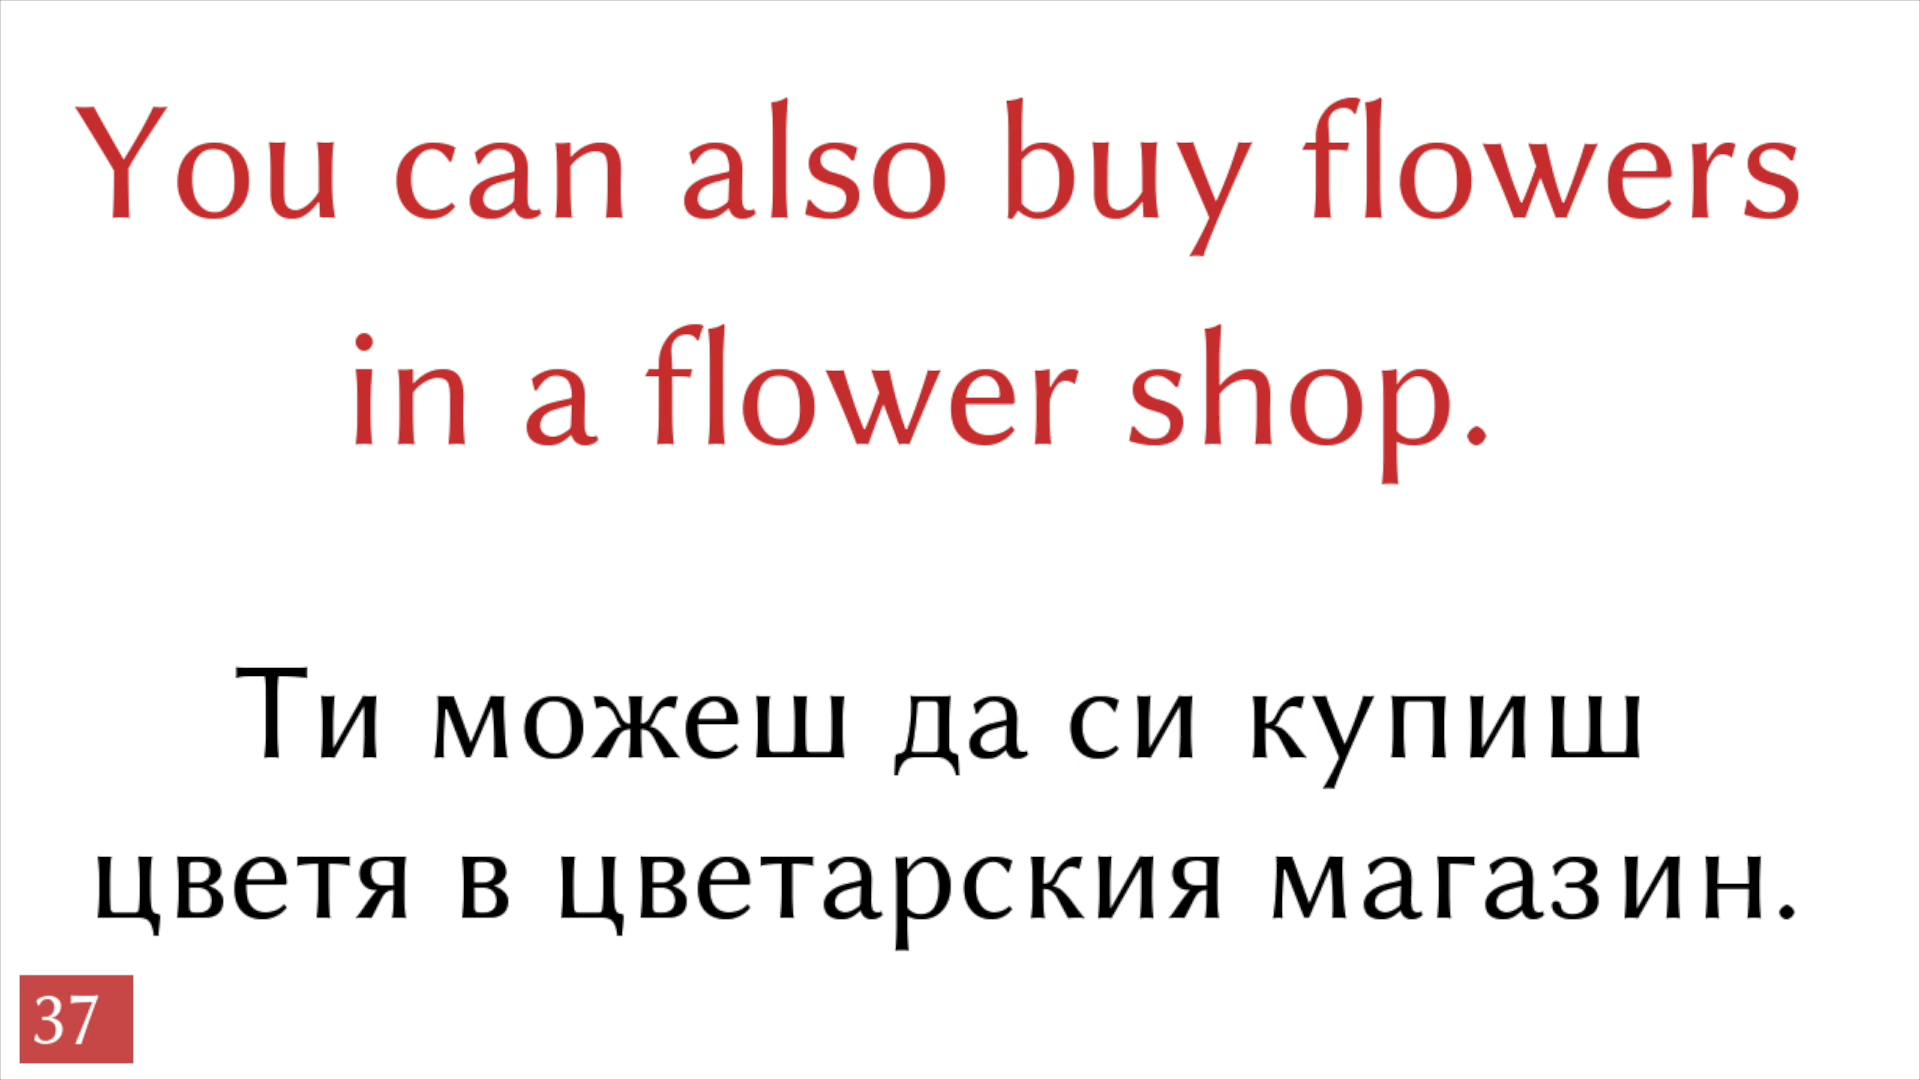 You can also buy flowers
in a flower shop.
Ти можеш да си купиш
цветя в цветарския магазин.
37